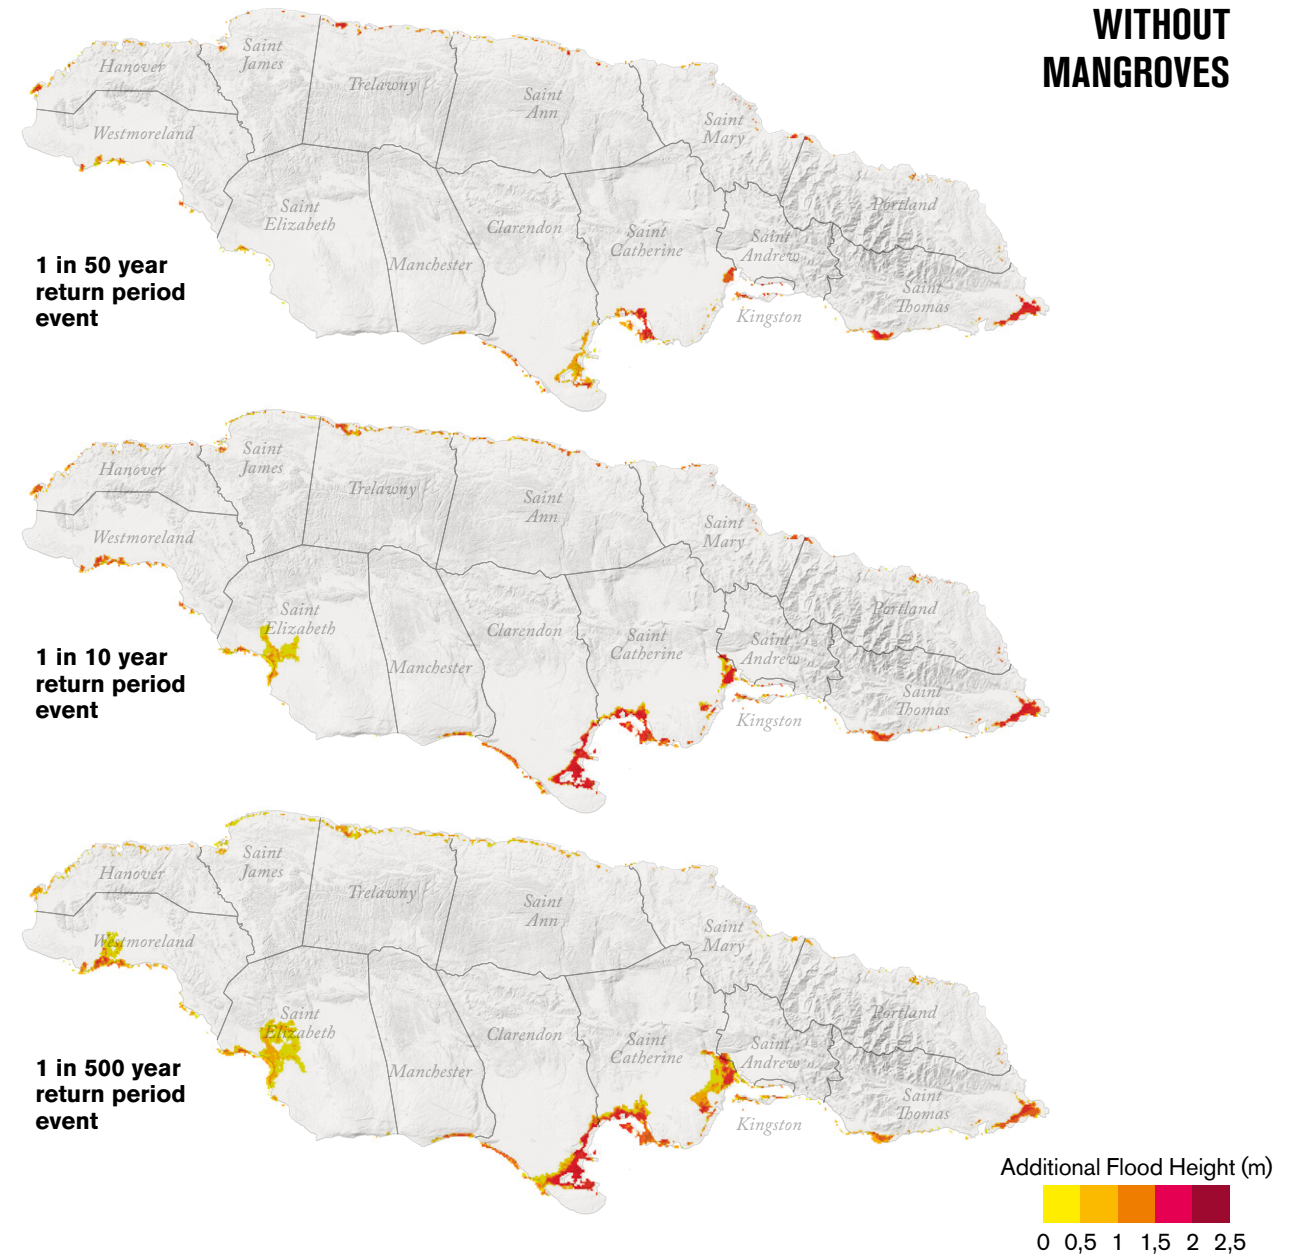 WITHOUT
MANGROVES
Hanover
Saint
James
Trelawny
Saint
Ann
Westmoreland
Saint
Mary
Saint
Elizabeth
Manchester
Clarendon
Saint
Catherine
Saint
Andrew
Portland
Saint
Thomas
Kingston
1 in 50 year
return period
event
Hanover
Saint
James
Trelawny
Saint
Ann
Westmoreland
Saint
Mary
Saint
Elizabeth
Manchester
Clarendon
Saint
Catherine
Saint
Andrew
Portland
Saint
Thomas
Kingston
1 in 10 year
return period
event
Hanover
Saint
James
Trelawny
Saint
Ann
Westmoreland
Saint
Mary
Saint
Elizabeth
Manchester
Clarendon
Saint
Catherine
Saint
Andrew
Portland
Saint
Thomas
Kingston
1 in 500 year
return period
event
Additional Flood Height (m)
0 0,5 1 1,5 2 2,5